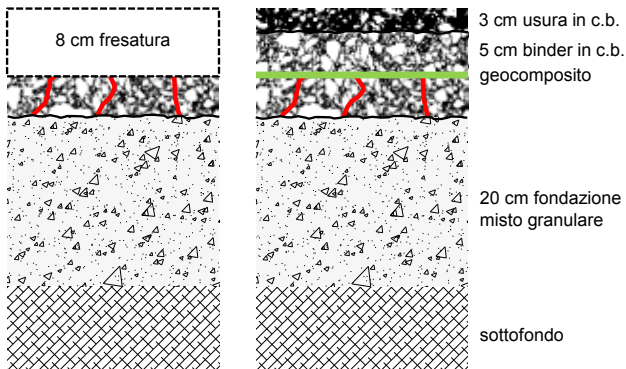 8 cm fresatura
3 cm usura in c.b.
5 cm binder in c.b.
geocomposito
20 cm fondazione
misto granulare
sottofondo